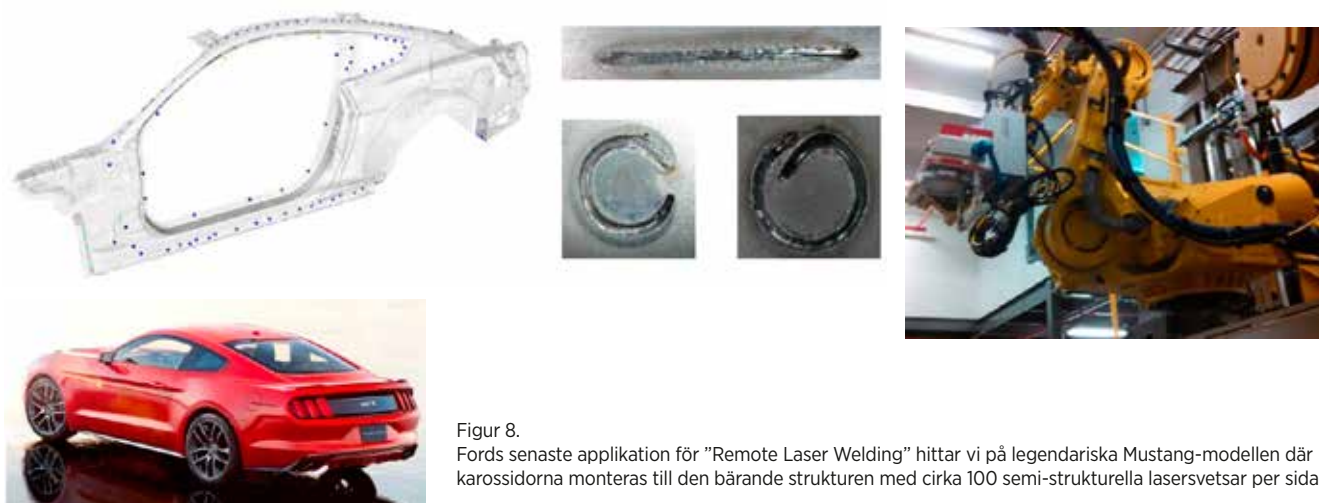 Figur 8.
Fords senaste applikation för ”Remote Laser Welding” hittar vi på legendariska Mustang-modellen där
karossidorna monteras till den bärande strukturen med cirka 100 semi-strukturella lasersvetsar per sida